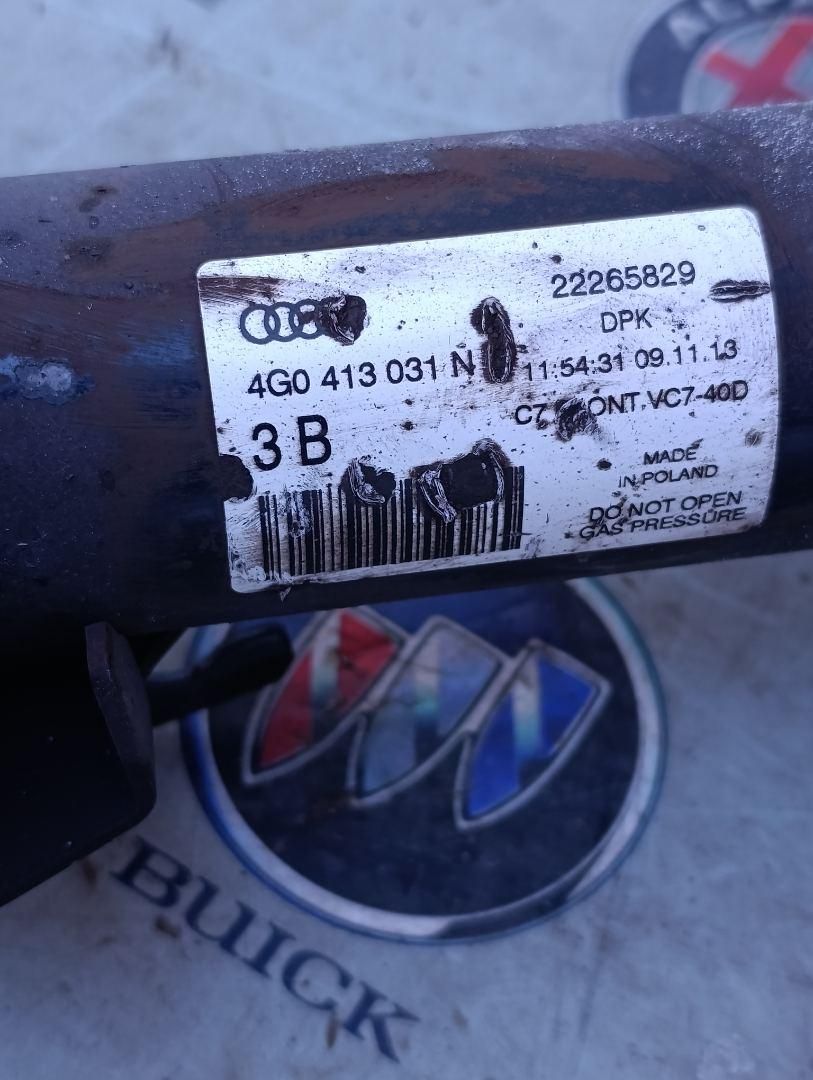 22265829
DPK
4G0 413 031 N 11:54:31 09.11.13
C7 ONT.VC7-40D
3 B
MADE
IN POLAND
DO NOT OPEN
GAS PRESSURE
BUICK